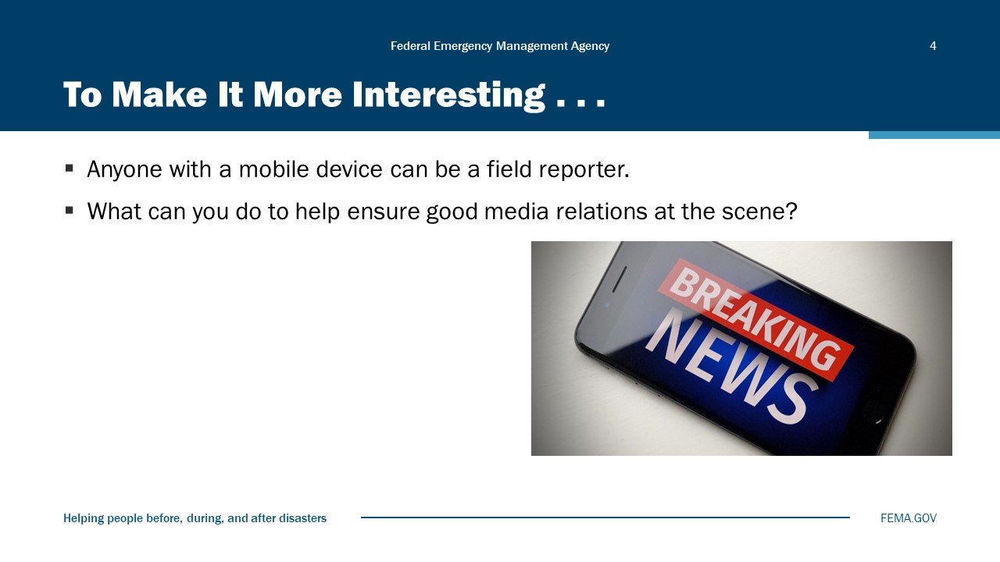 Federal Emergency Management Agency
4
To Make It More Interesting . . .
▪ Anyone with a mobile device can be a field reporter.
▪ What can you do to help ensure good media relations at the scene?
BREAKING
NEWS
Helping people before, during, and after disasters
FEMA.GOV